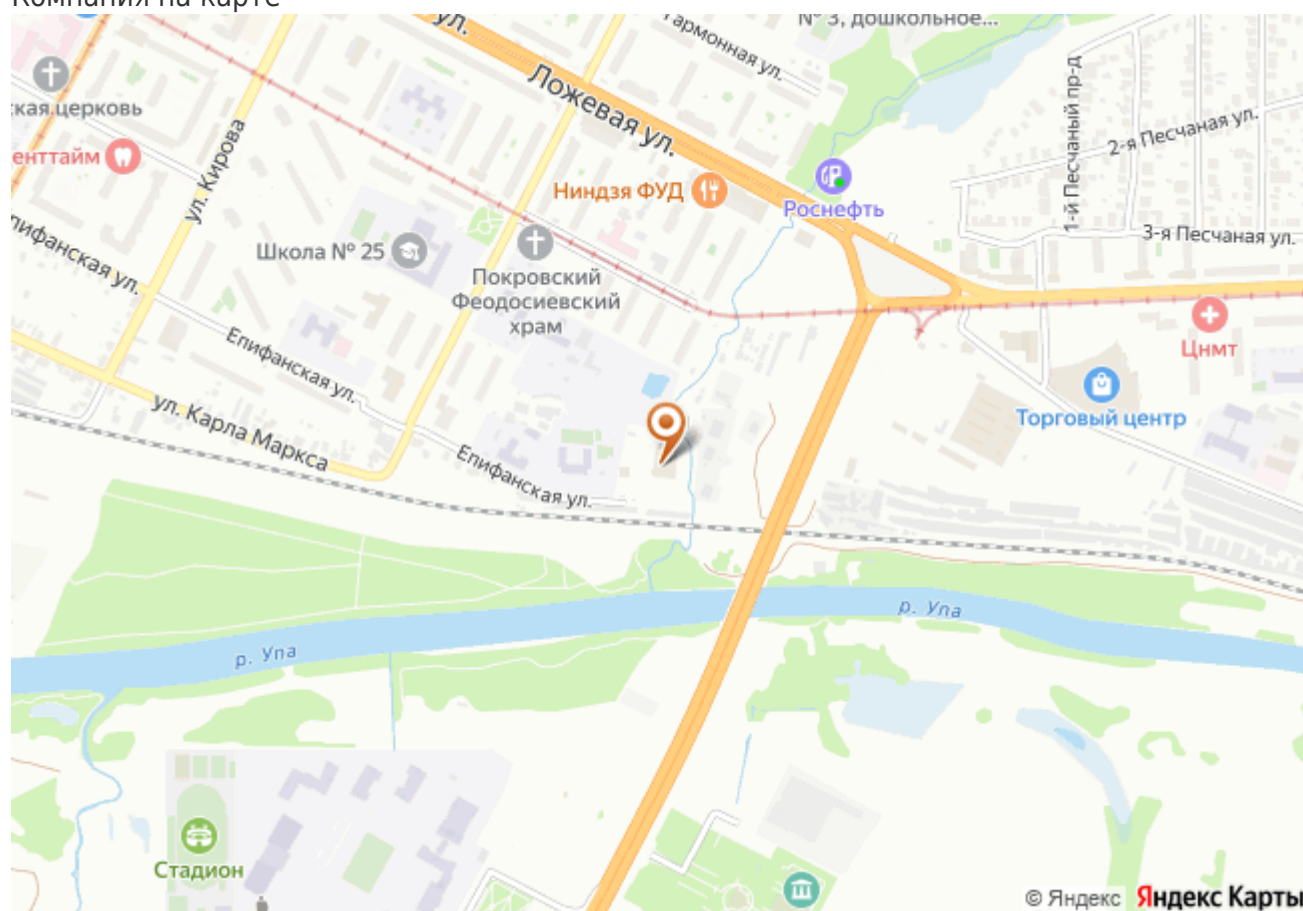 Компания на карте
ул.
Гармонная ул.
№ 3, дошкольное...
Ложевая ул.
ская церковь
енттайм
ул. Кирова
1-й Песчаный пр-д
2-я Песчаная ул.
Ниндзя ФУД
Роснефть
3-я Песчаная ул.
Школа № 25
Покровский
Феодосиевский
храм
пифанская ул.
Цнмт
Епифанская ул.
ул. Карла Маркса
Торговый центр
Епифанская ул.
р. Упа
р. Упа
Стадион
© Яндекс Яндекс Карты